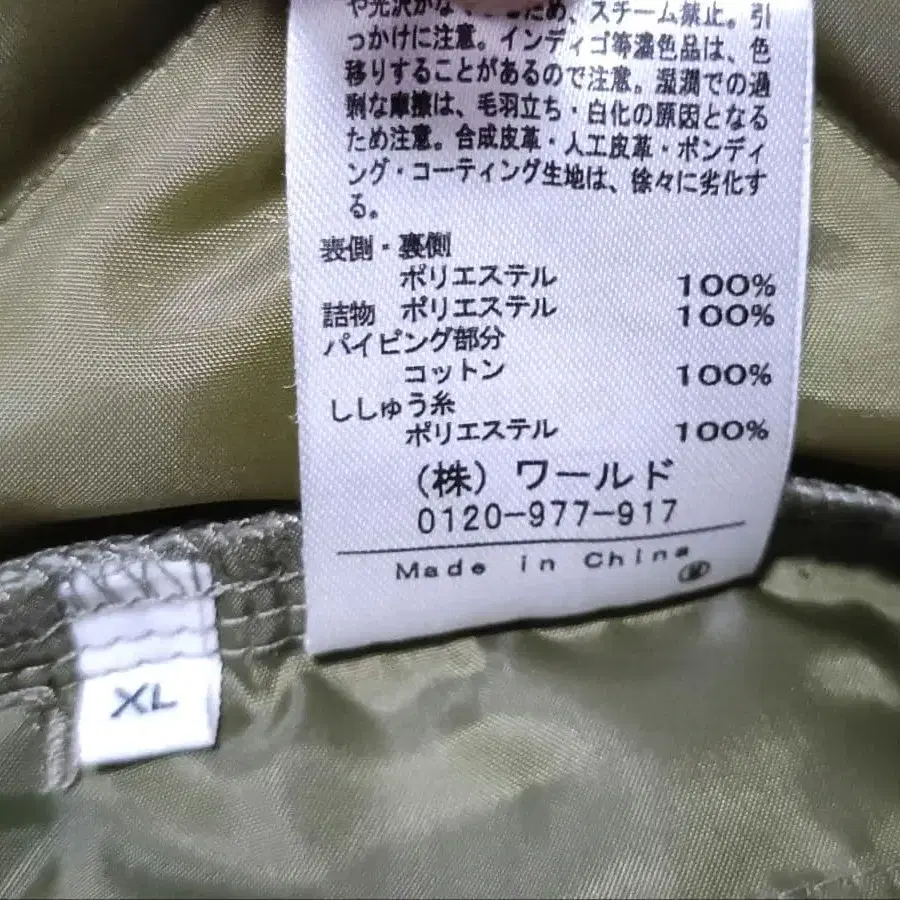 や光沢がな ため、スチーム禁止。引
っかけに注意。インディゴ等濃色品は、色
移りすることがあるので注意。湿潤での過
剰な摩擦は、毛羽立ち・白化の原因となる
ため注意。合成皮革・人工皮革・ボンディ
ング・コーティング生地は、徐々に劣化す
る。
表側・裏側
ポリエステル 100%
詰物 ポリエステル 100%
パイピング部分
コットン 100%
ししゅう糸
ポリエステル 100%
(株) ワールド
0120-977-917
Made in China
XL